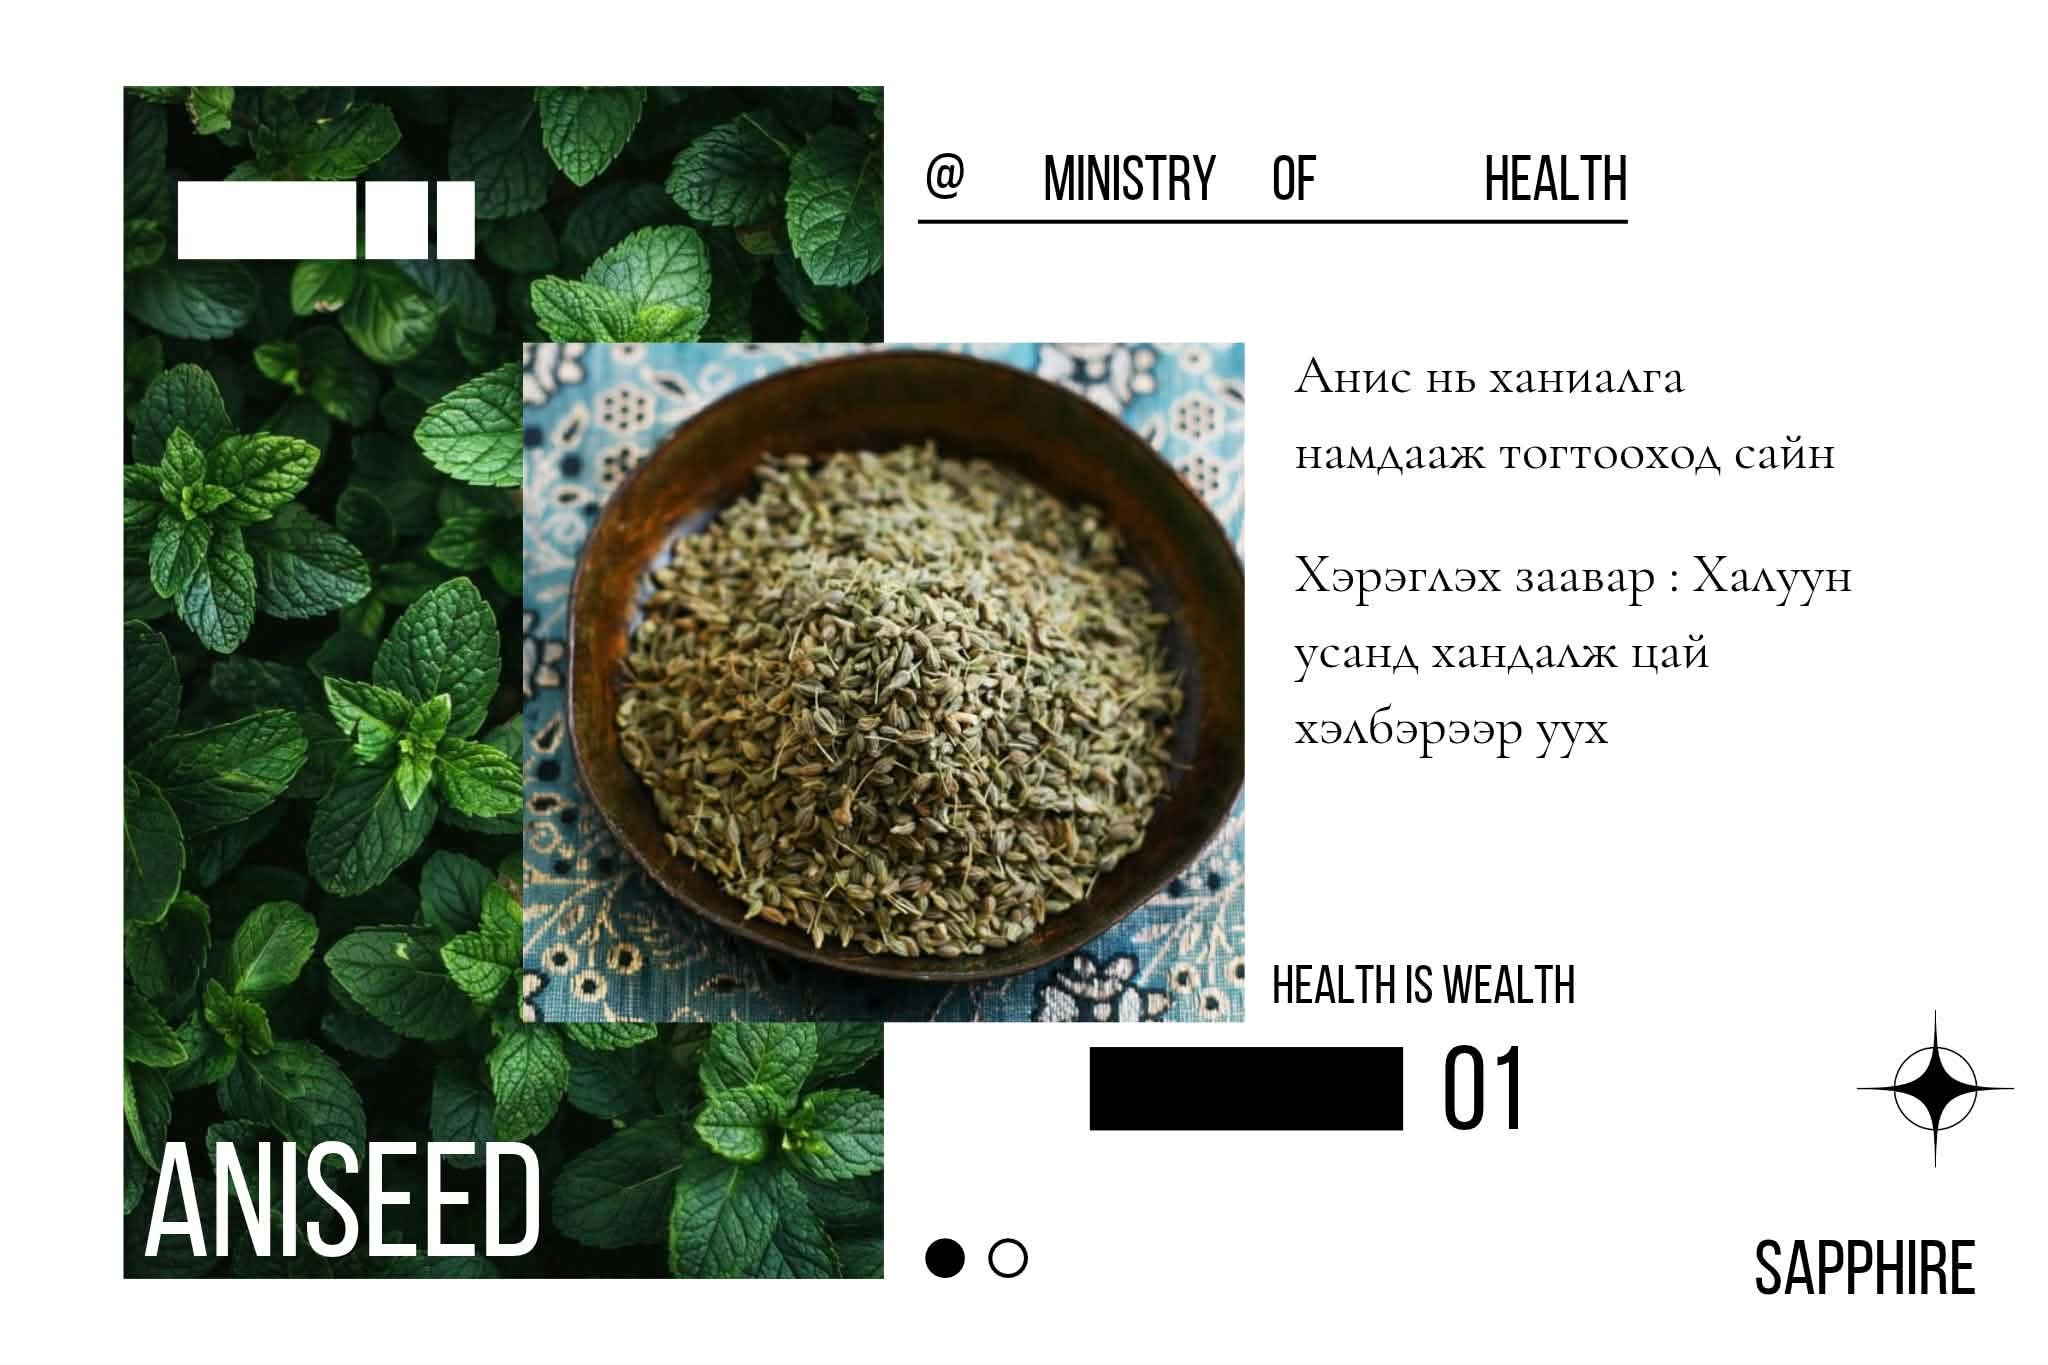 @ MINISTRY OF HEALTH
Анис нь ханиалга
намдааж тогтооход сайн
Хэрэглэх заавар : Халуун
усанд хандалж цай
хэлбэрээр уух
HEALTH IS WEALTH
01
ANISEED
SAPPHIRE